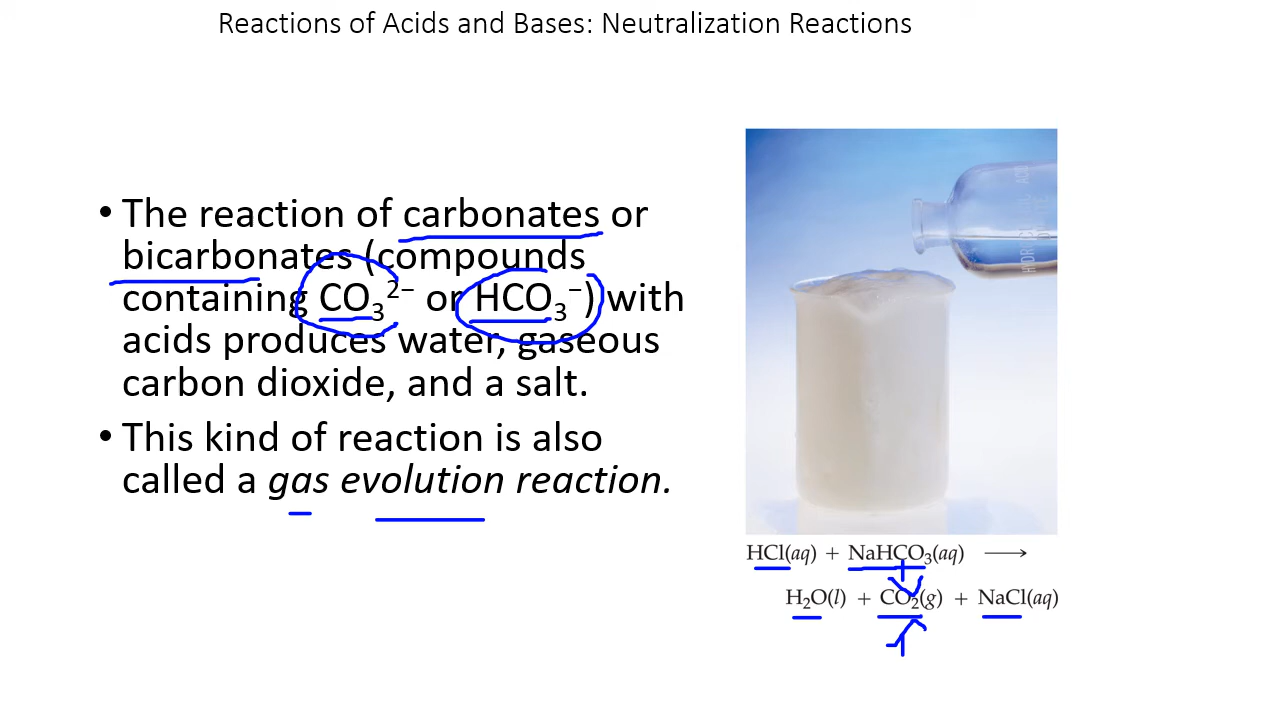 Reactions of Acids and Bases: Neutralization Reactions
• The reaction of carbonates or
bicarbonates (compounds
containing CO₃²⁻ or HCO₃⁻) with
acids produces water, gaseous
carbon dioxide, and a salt.
• This kind of reaction is also
called a gas evolution reaction.
HCl(aq) + NaHCO₃(aq) ⟶
H₂O(l) + CO₂(g) + NaCl(aq)